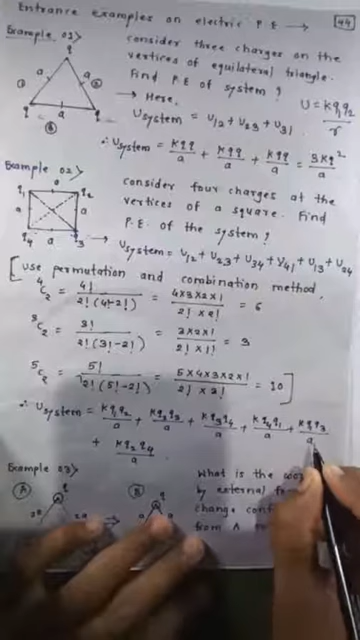 Entrance examples on electric P.E → 44
Example 01>
q
consider three charges on the
vertices of equilateral triangle.
Find P.E of system ?
a a
a
q q
→ Here,
U = Kq₁q₂/r
Usystem = U12 + U23 + U31
∴ Usystem = Kqq/a + Kqq/a + Kqq/a = 3Kq²/a
Example 02>
q₁ a q₂
a a
q₄ a 3
consider four charges at the
vertices of a square. Find
P.E. of the system ?
→ Usystem = U12 + U23 + U34 + U41 + U13 + U24
[ use permutation and combination method.
⁴C₂ = 4!/2!(4-2!) = 4×3×2×1/2!×2! = 6
³C₂ = 3!/2!(3-2!) = 3×2×1/2!×1! = 3
⁵C₂ = 5!/2!(5-2!) = 5×4×3×2×1/2!×3! = 10 ]
∴ Usystem = Kq₁q₂/a + Kq₂q₃/a + Kq₃q₄/a + Kq₄q₁/a + Kq₁q₃/a
+ Kq₂q₄/a
Example 03>
What is the
by external
change
from A
A
B
q
2a